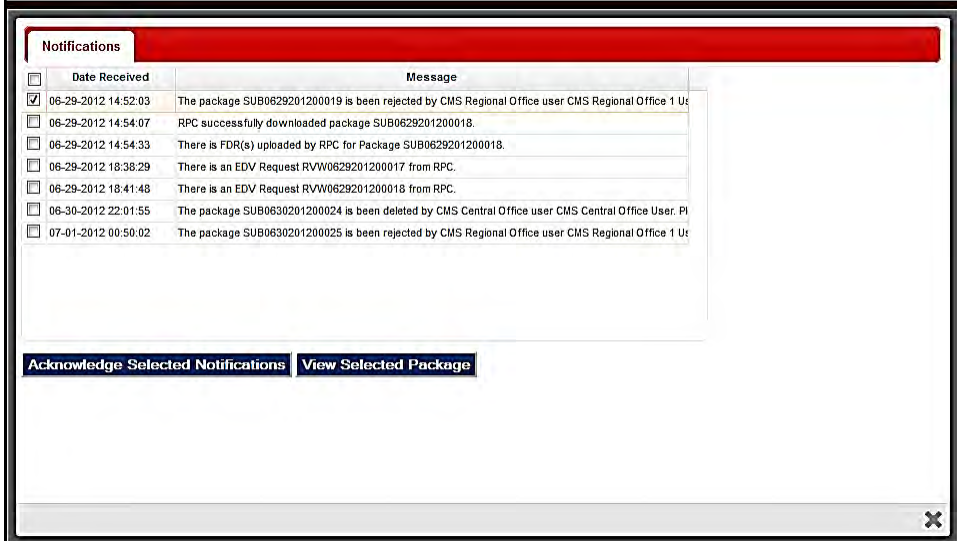 Notifications
Date Received Message
06-29-2012 14:52:03 The package SUB0629201200019 is been rejected by CMS Regional Office user CMS Regional Office 1 Us
06-29-2012 14:54:07 RPC successfully downloaded package SUB0629201200018.
06-29-2012 14:54:33 There is FDR(s) uploaded by RPC for Package SUB0629201200018.
06-29-2012 18:38:29 There is an EDV Request RVW0629201200017 from RPC.
06-29-2012 18:41:48 There is an EDV Request RVW0629201200018 from RPC.
06-30-2012 22:01:55 The package SUB0630201200024 is been deleted by CMS Central Office user CMS Central Office User. Pl
07-01-2012 00:50:02 The package SUB0630201200025 is been rejected by CMS Regional Office user CMS Regional Office 1 Us
Acknowledge Selected Notifications View Selected Package